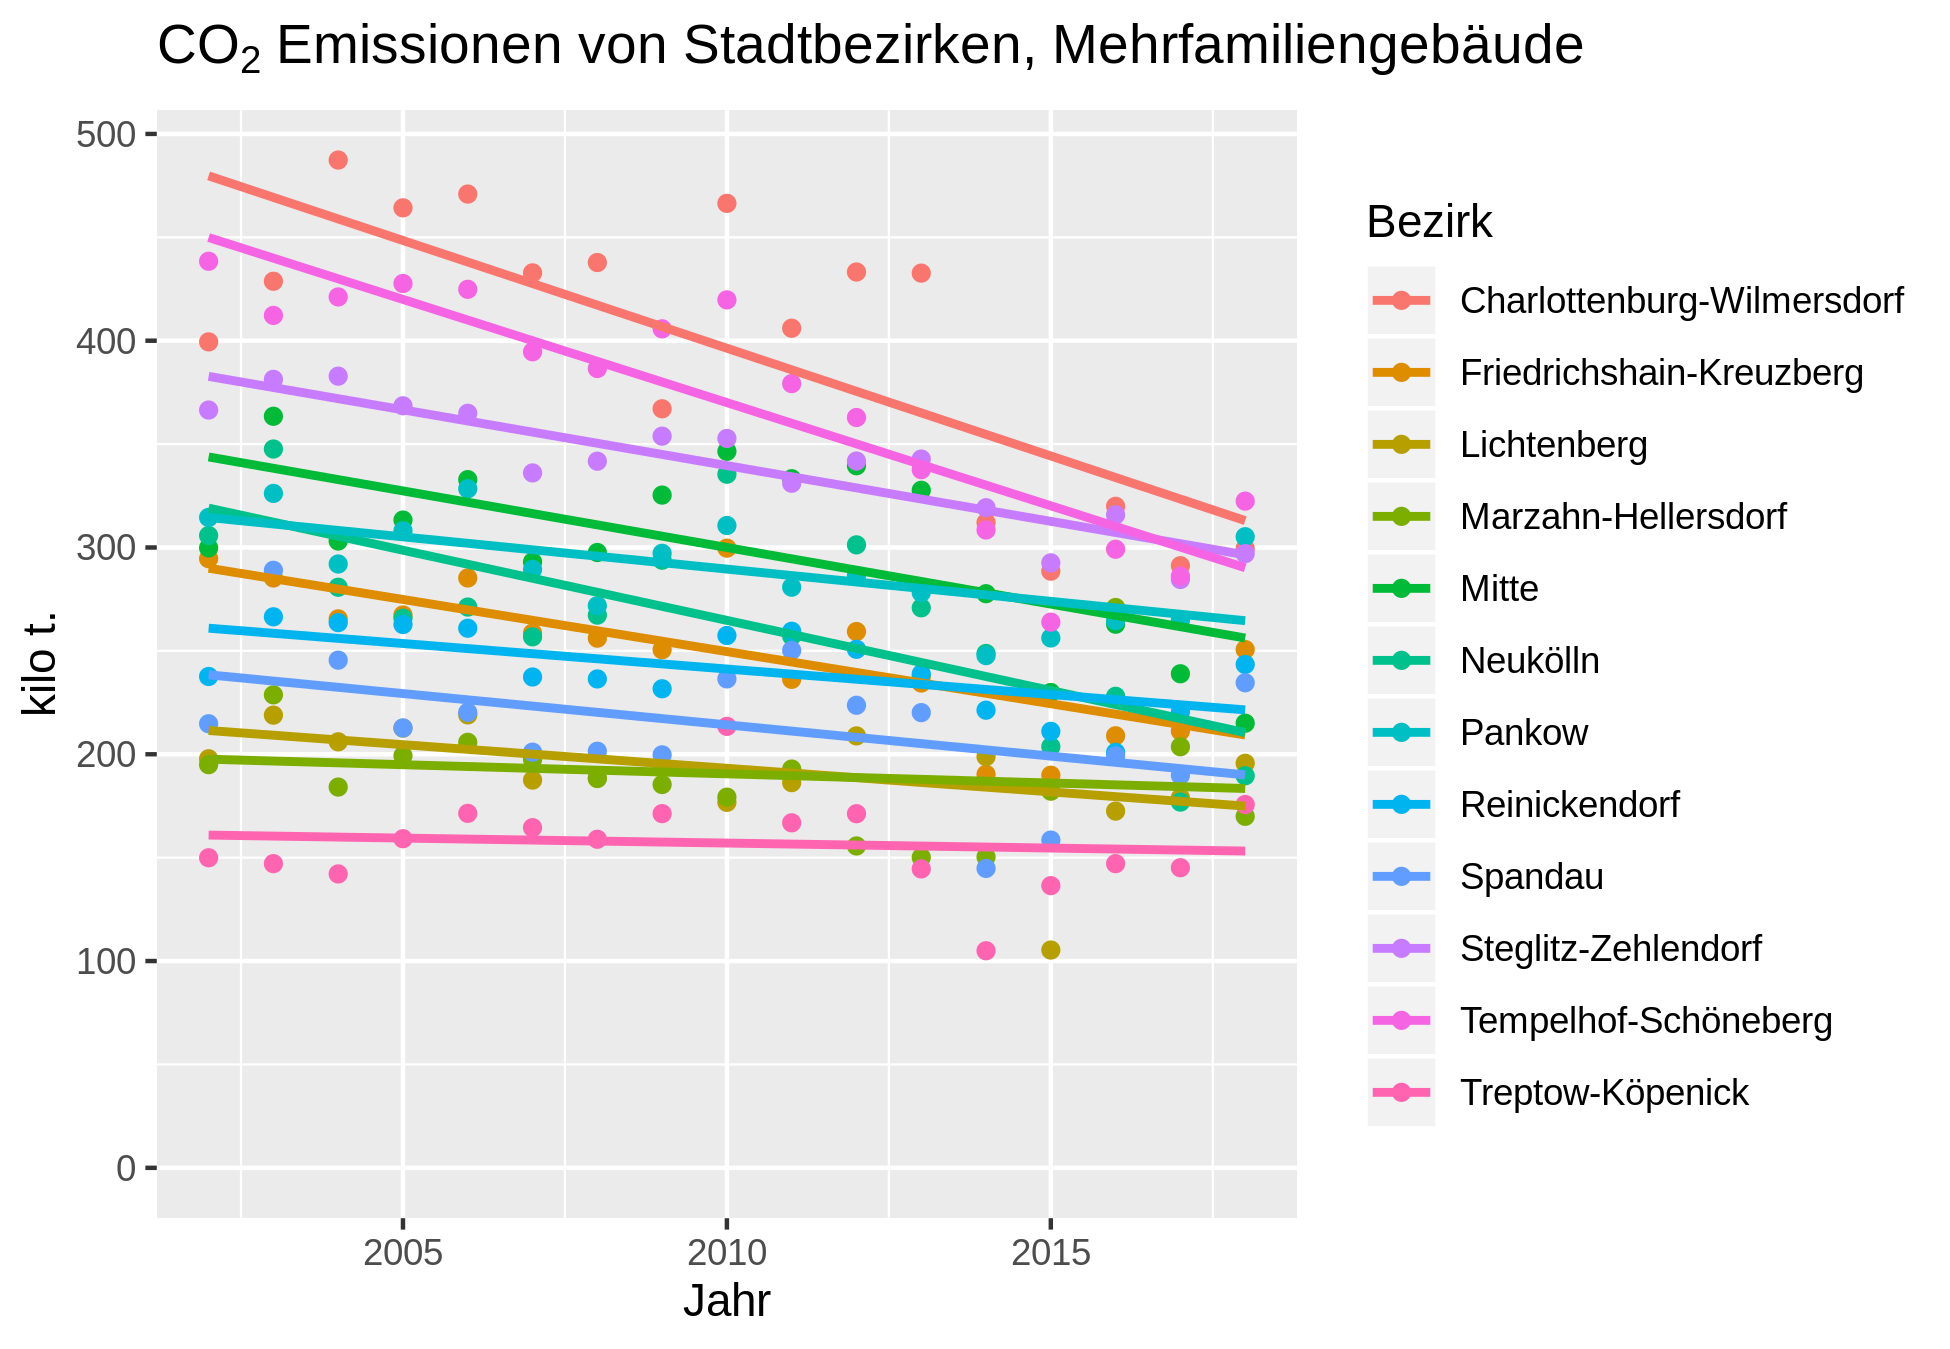 CO₂ Emissionen von Stadtbezirken, Mehrfamiliengebäude
500
400
300
200
100
0
kilo t.
2005
2010
2015
Jahr
Bezirk
Charlottenburg-Wilmersdorf
Friedrichshain-Kreuzberg
Lichtenberg
Marzahn-Hellersdorf
Mitte
Neukölln
Pankow
Reinickendorf
Spandau
Steglitz-Zehlendorf
Tempelhof-Schöneberg
Treptow-Köpenick